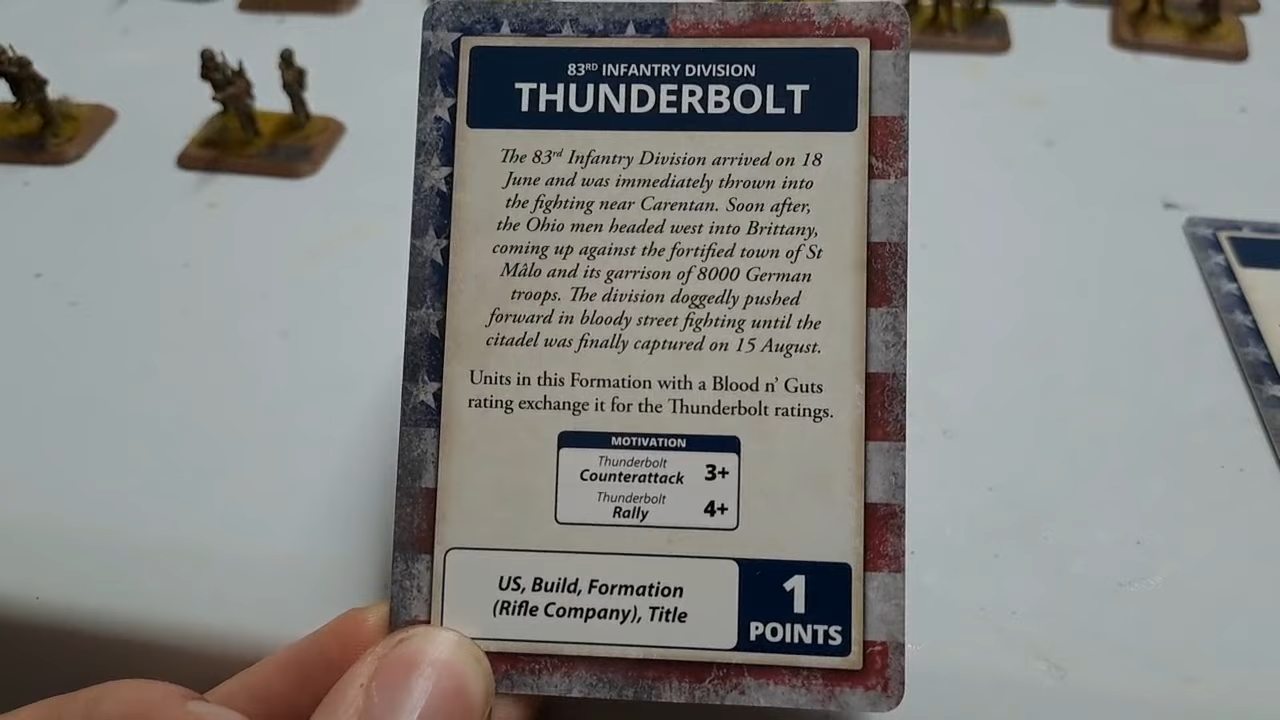 83RD INFANTRY DIVISION
THUNDERBOLT
The 83rd Infantry Division arrived on 18
June and was immediately thrown into
the fighting near Carentan. Soon after,
the Ohio men headed west into Brittany,
coming up against the fortified town of St
Mâlo and its garrison of 8000 German
troops. The division doggedly pushed
forward in bloody street fighting until the
citadel was finally captured on 15 August.
Units in this Formation with a Blood n’ Guts
rating exchange it for the Thunderbolt ratings.
MOTIVATION
Thunderbolt
Counterattack 3+
Thunderbolt
Rally 4+
US, Build, Formation
(Rifle Company), Title
1
POINTS